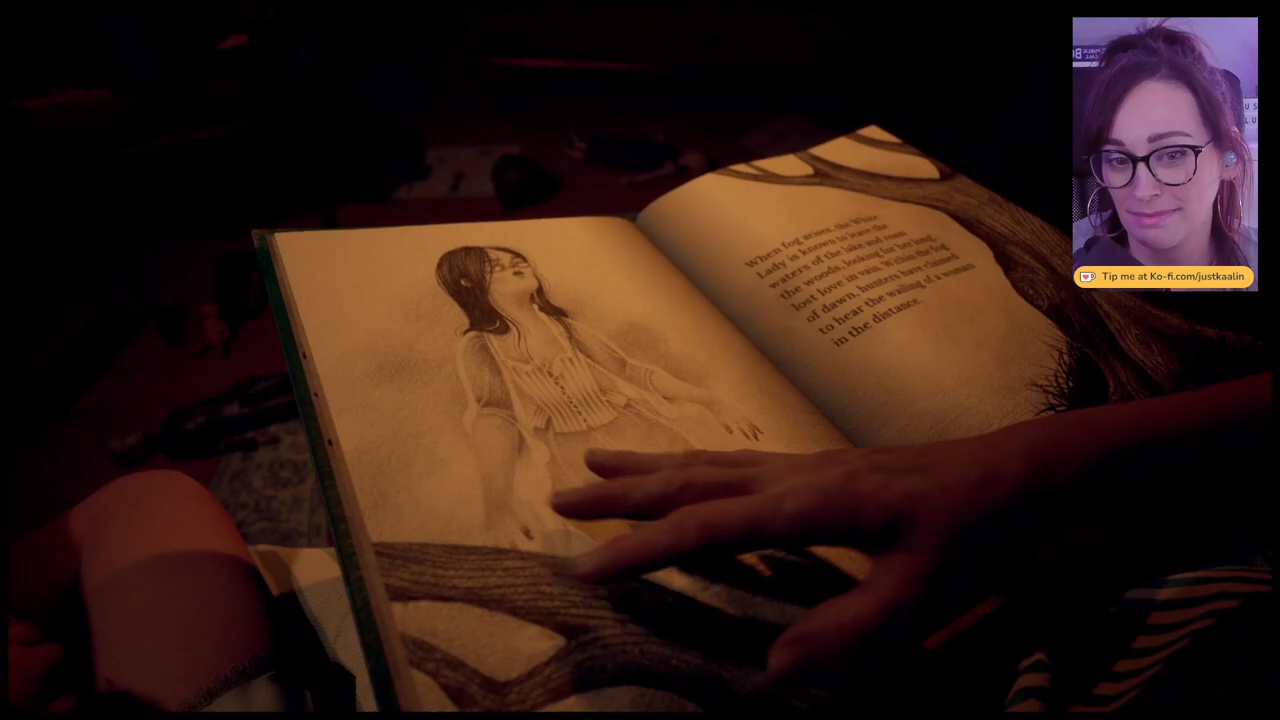 When fog arises, the White
Lady is known to leave the
waters of the lake and roam
the woods, looking for her long
lost love in vain. Within the fog
of dawn, hunters have claimed
to hear the wailing of a woman
in the distance.
Tip me at Ko-fi.com/justkaalin